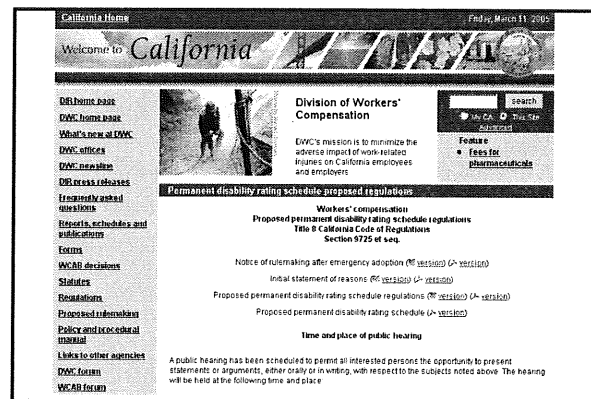 California Home
Friday, March 11, 2005
Welcome to California
DIR home page
DWC home page
What's new at DWC
DWC offices
DWC newsline
DIR press releases
Frequently asked
questions
Reports, schedules and
publications
Forms
WCAB decisions
Statutes
Regulations
Proposed rulemaking
Policy and procedural
manual
Links to other agencies
DWC forum
WCAB forum
Division of Workers'
Compensation
DWC's mission is to minimize the
adverse impact of work-related
injuries on California employees
and employers
search
My CA
This Site
Advanced
Feature
Fees for
pharmaceuticals
Permanent disability rating schedule proposed regulations
Workers' compensation
Proposed permanent disability rating schedule regulations
Title 8 California Code of Regulations
Section 9725 et seq.
Notice of rulemaking after emergency adoption ( version) ( version)
Initial statement of reasons ( version) ( version)
Proposed permanent disability rating schedule regulations ( version) ( version)
Proposed permanent disability rating schedule ( version)
Time and place of public hearing
A public hearing has been scheduled to permit all interested persons the opportunity to present
statements or arguments, either orally or in writing, with respect to the subjects noted above. The hearing
will be held at the following time and place: